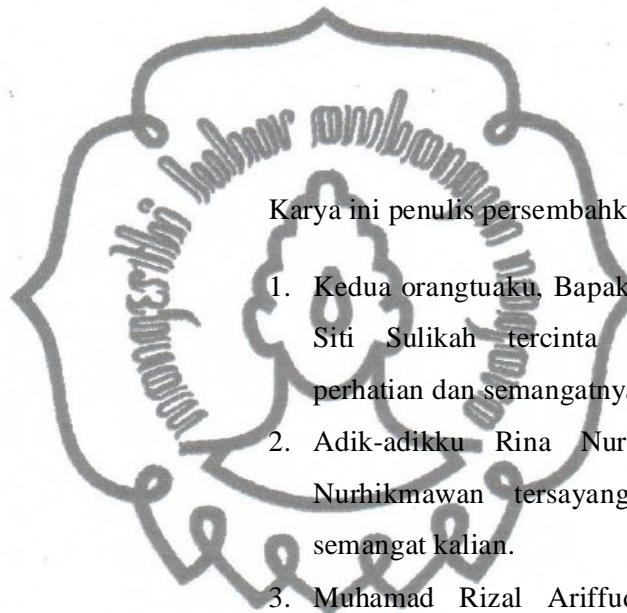 Karya ini penulis persembahk
1. Kedua orangtuaku, Bapak
Siti Sulikah tercinta
perhatian dan semangatnya
2. Adik-adikku Rina Nur
Nurhikmawan tersayang
semangat kalian.
3. Muhamad Rizal Ariffud